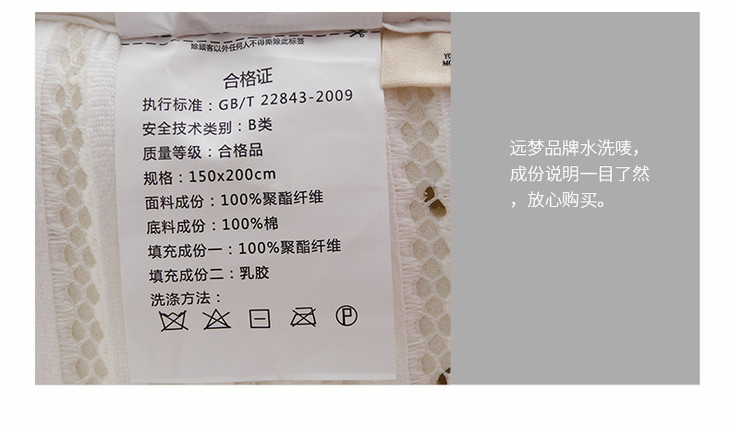 除顾客以外任何人不得撕除此标签
合格证
执行标准：GB/T 22843-2009
安全技术类别：B类
质量等级：合格品
规格：150x200cm
面料成份：100%聚酯纤维
底料成份：100%棉
填充成份一：100%聚酯纤维
填充成份二：乳胶
洗涤方法：
P
远梦品牌水洗唛，
成份说明一目了然
，放心购买。